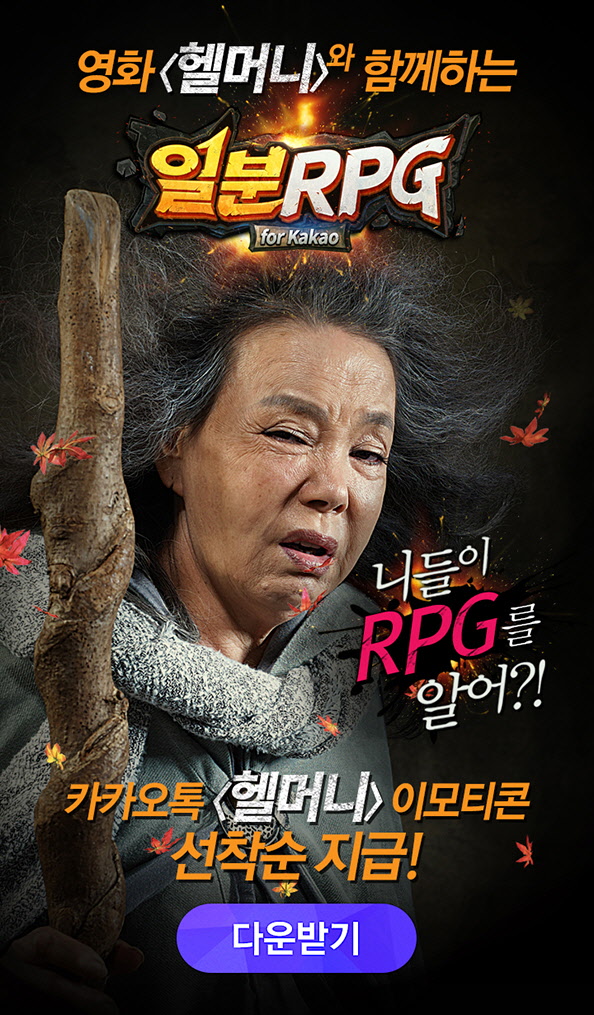 영화 <헬머니>와 함께하는
일분RPG
for Kakao
니들이
RPG를
알어?!
카카오톡 <헬머니> 이모티콘
선착순 지급!
다운받기